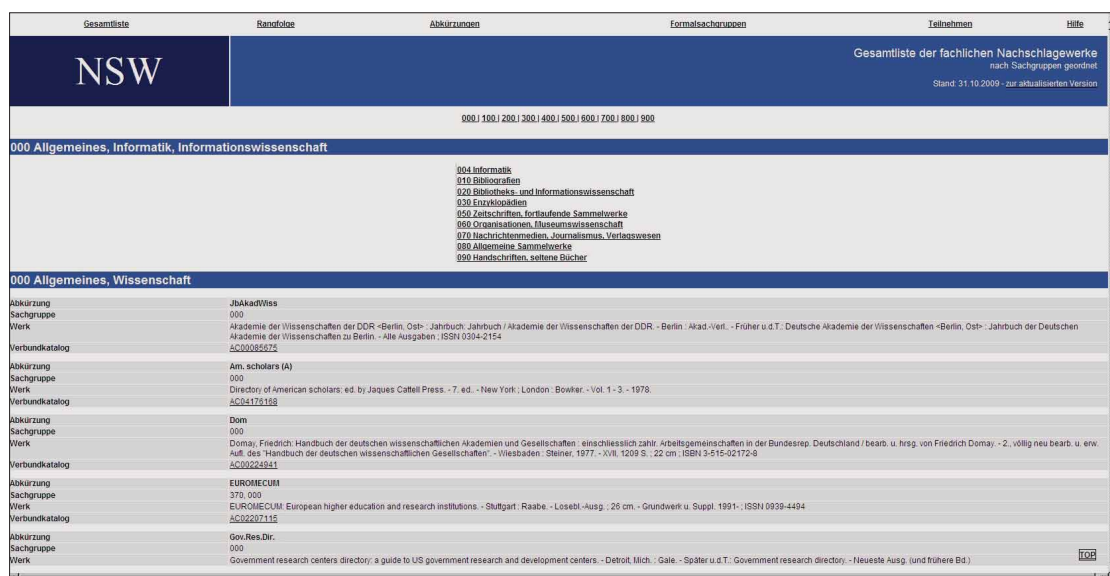 Gesamtliste Rangfolge Abkürzungen Formalsachgruppen Teilnehmen Hilfe
NSW
Gesamtliste der fachlichen Nachschlagewerke
nach Sachgruppen geordnet
Stand: 31.10.2009 - zur aktualisierten Version
000 | 100 | 200 | 300 | 400 | 500 | 600 | 700 | 800 | 900
000 Allgemeines, Informatik, Informationswissenschaft
004 Informatik
010 Bibliografien
020 Bibliotheks- und Informationswissenschaft
030 Enzyklopädien
050 Zeitschriften, fortlaufende Sammelwerke
060 Organisationen, Museumswissenschaft
070 Nachrichtenmedien, Journalismus, Verlagswesen
080 Allgemeine Sammelwerke
090 Handschriften, seltene Bücher
000 Allgemeines, Wissenschaft
Abkürzung JbAkadWiss
Sachgruppe 000
Werk Akademie der Wissenschaften der DDR <Berlin, Ost> : Jahrbuch: Jahrbuch / Akademie der Wissenschaften der DDR. - Berlin : Akad.-Verl.. - Früher u.d.T.: Deutsche Akademie der Wissenschaften <Berlin, Ost> : Jahrbuch der Deutschen
Akademie der Wissenschaften zu Berlin. - Alle Ausgaben ; ISSN 0304-2154
Verbundkatalog AC00085675
Abkürzung Am. scholars (A)
Sachgruppe 000
Werk Directory of American scholars: ed. by Jaques Cattell Press. - 7. ed.. - New York ; London : Bowker. - Vol. 1 - 3. - 1978.
Verbundkatalog AC04176168
Abkürzung Dom
Sachgruppe 000
Werk Domay, Friedrich: Handbuch der deutschen wissenschaftlichen Akademien und Gesellschaften : einschliesslich zahlr. Arbeitsgemeinschaften in der Bundesrep. Deutschland / bearb. u. hrsg. von Friedrich Domay. - 2., völlig neu bearb. u. erw.
Aufl. des "Handbuch der deutschen wissenschaftlichen Gesellschaften". - Wiesbaden : Steiner, 1977. - XVII, 1209 S. ; 22 cm ; ISBN 3-515-02172-8
Verbundkatalog AC00224941
Abkürzung EUROMECUM
Sachgruppe 370, 000
Werk EUROMECUM: European higher education and research institutions. - Stuttgart : Raabe. - Losebl.-Ausg. ; 26 cm. - Grundwerk u. Suppl. 1991- ; ISSN 0939-4494
Verbundkatalog AC02207115
Abkürzung Gov.Res.Dir.
Sachgruppe 000
Werk Government research centers directory: a guide to US government research and development centers. - Detroit, Mich. : Gale. - Später u.d.T.: Government research directory. - Neueste Ausg. (und frühere Bd.)
TOP